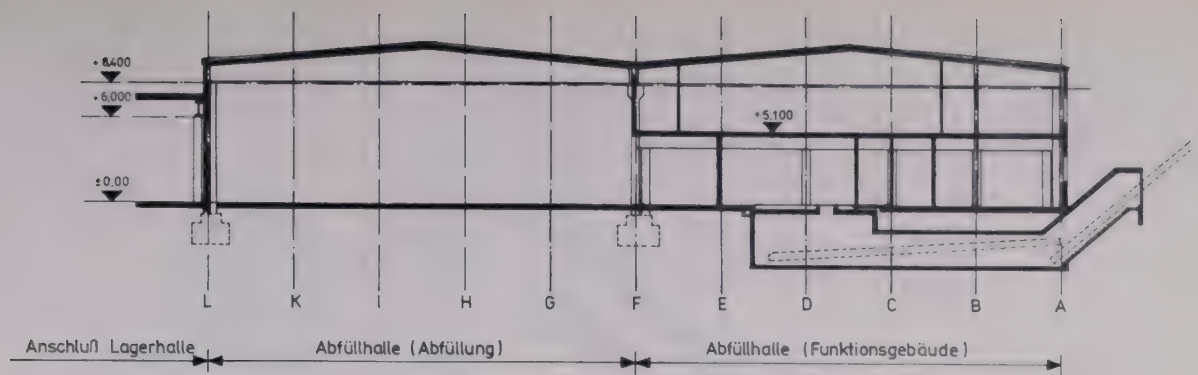 +8.400
+6,000
+5.100
±0,00
L K I H G F E D C B A
Anschluß Lagerhalle Abfüllhalle (Abfüllung) Abfüllhalle (Funktionsgebäude)